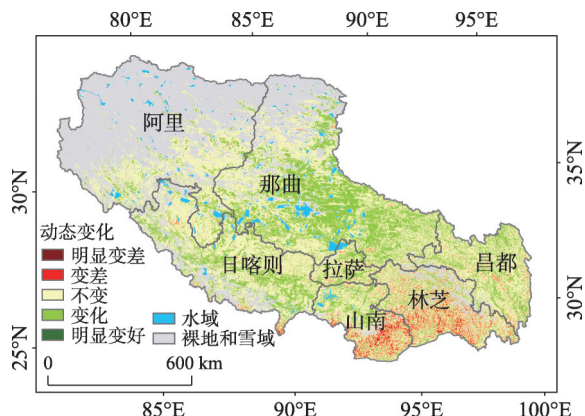 80°E 85°E 90°E 95°E
阿里
35°N
那曲
30°N
动态变化
明显变差
变差
不变
变化
明显变好
水域
裸地和雪域
日喀则
拉萨
昌都
林芝
山南
30°N
25°N
0 600 km
85°E 90°E 95°E 100°E